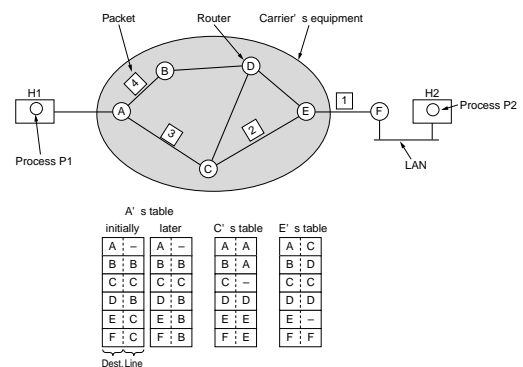 Packet
Router
Carrier's equipment
H1
Process P1
A
B
C
D
E
F
4
3
2
1
H2
Process P2
LAN
A's table
initially later C's table E's table
A – A – A A A C
B B B B B A B D
C C C C C – C C
D B D B D D D D
E C E B E E E –
F C F B F E F F
Dest. Line